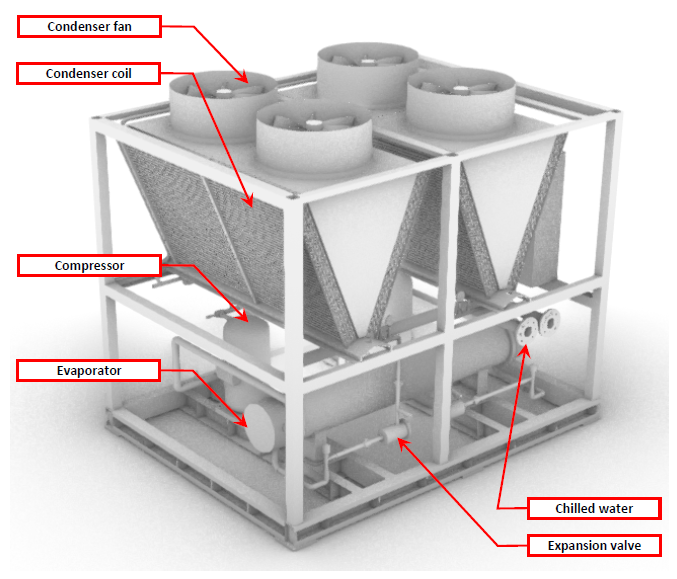 Condenser fan
Condenser coil
Compressor
Evaporator
Chilled water
Expansion valve